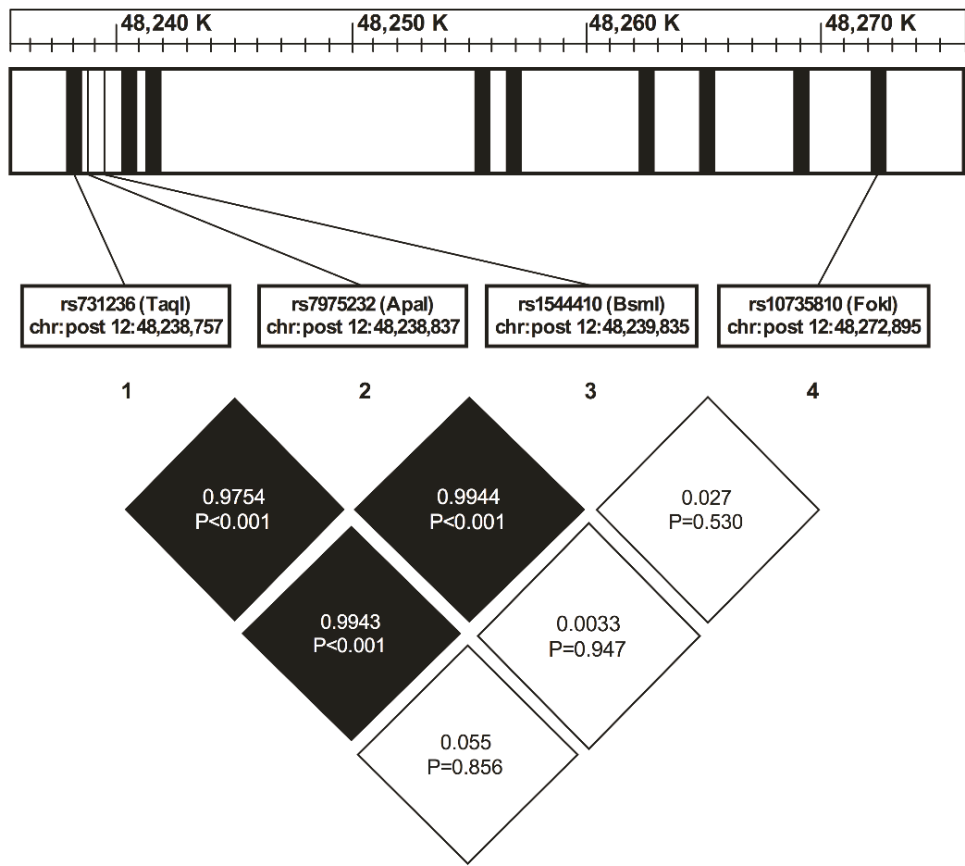 48,240 K 48,250 K 48,260 K 48,270 K
rs731236 (TaqI)
chr:post 12:48,238,757
rs7975232 (ApaI)
chr:post 12:48,238,837
rs1544410 (BsmI)
chr:post 12:48,239,835
rs10735810 (FokI)
chr:post 12:48,272,895
1 2 3 4
0.9754
P<0.001
0.9944
P<0.001
0.027
P=0.530
0.9943
P<0.001
0.0033
P=0.947
0.055
P=0.856